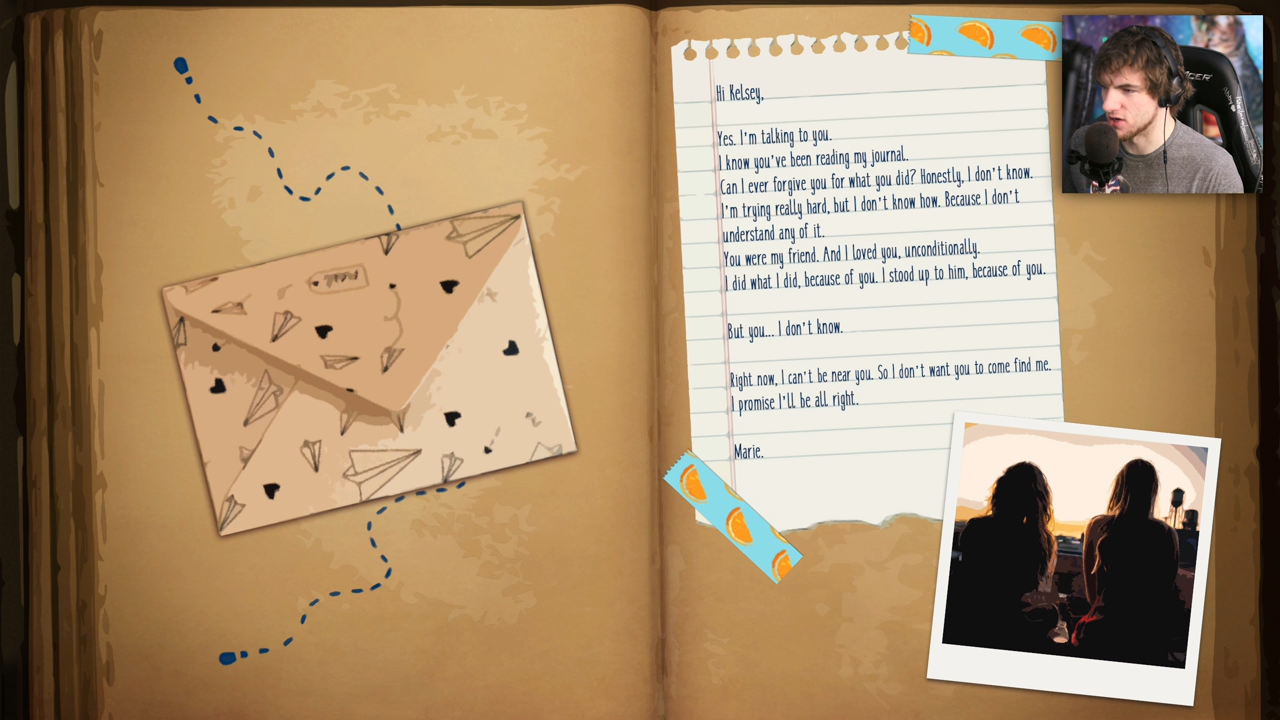 Hi Kelsey,
Yes. I'm talking to you.
I know you've been reading my journal.
Can I ever forgive you for what you did? Honestly, I don't know.
I'm trying really hard, but I don't know how. Because I don't
understand any of it.
You were my friend. And I loved you, unconditionally.
I did what I did, because of you. I stood up to him, because of you.
But you... I don't know.
Right now, I can't be near you. So I don't want you to come find me.
I promise I'll be all right.
Marie.